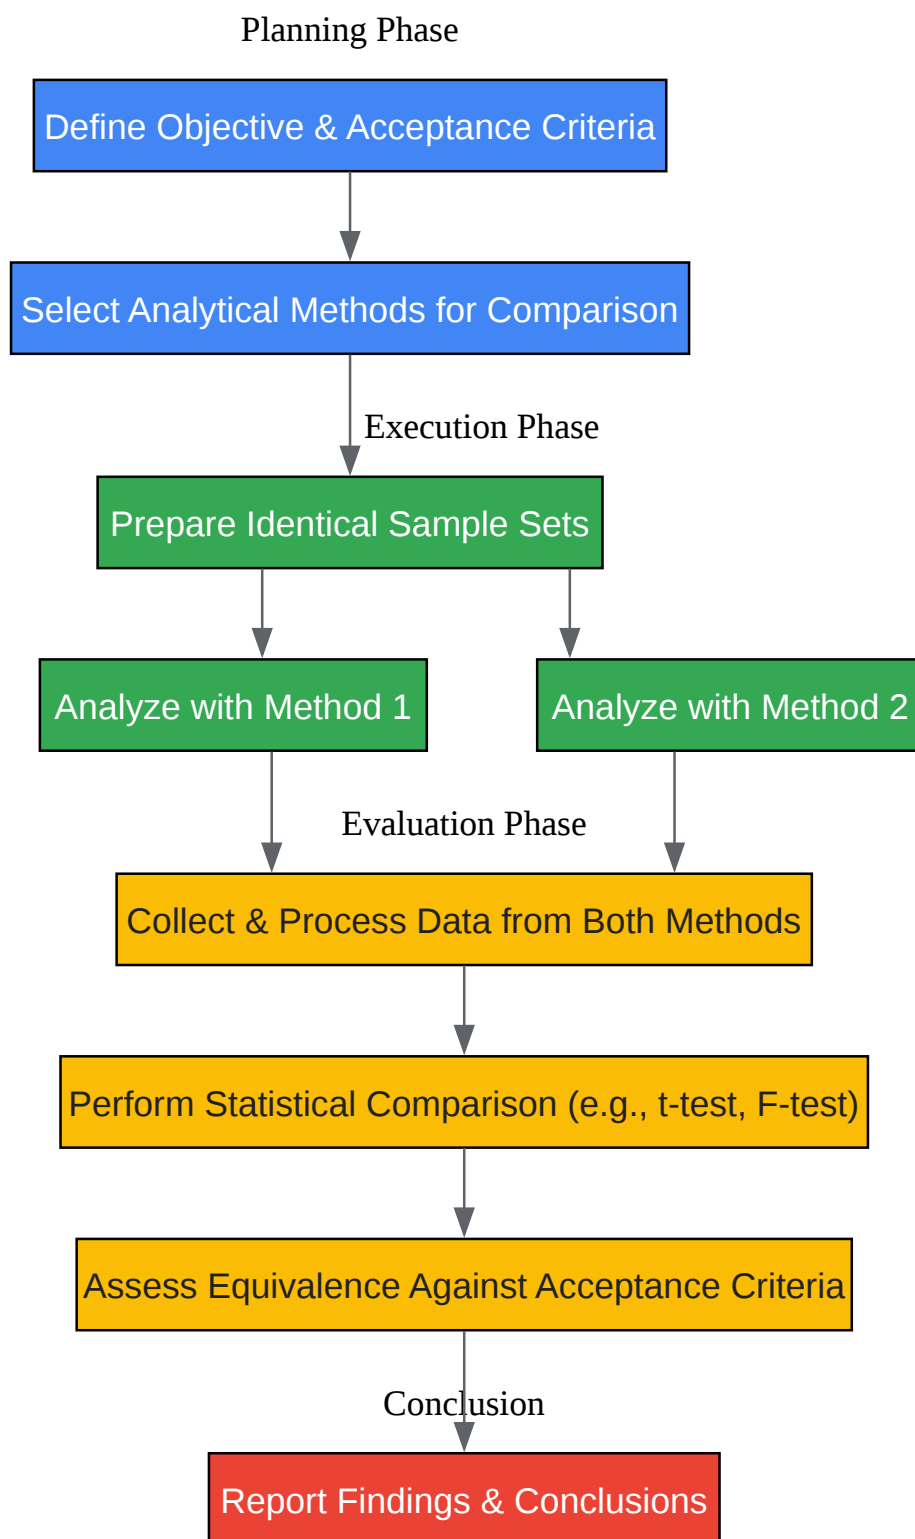 Planning Phase
Define Objective & Acceptance Criteria
Select Analytical Methods for Comparison
Execution Phase
Prepare Identical Sample Sets
Analyze with Method 1
Analyze with Method 2
Evaluation Phase
Collect & Process Data from Both Methods
Perform Statistical Comparison (e.g., t-test, F-test)
Assess Equivalence Against Acceptance Criteria
Conclusion
Report Findings & Conclusions